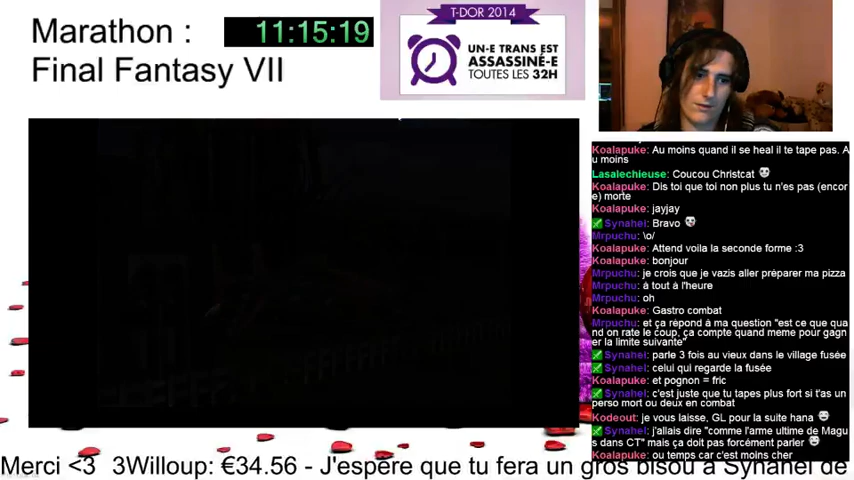 Marathon :
Final Fantasy VII
11:15:19
T-DOR 2014
UN-E TRANS EST
ASSASSINÉ-E
TOUTES LES 32H
Koalapuke: Au moins quand il se heal il te tape pas. A
u moins
Lasalechieuse: Coucou Christcat
Koalapuke: Dis toi que toi non plus tu n'es pas (encor
e) morte
Koalapuke: jayjay
Synahei: Bravo
Mrpuchu: \o/
Koalapuke: Attend voila la seconde forme :3
Koalapuke: bonjour
Mrpuchu: je crois que je vazis aller préparer ma pizza
Mrpuchu: à tout à l'heure
Mrpuchu: oh
Koalapuke: Gastro combat
Mrpuchu: et ça répond à ma question "est ce que qua
nd on rate le coup, ça compte quand meme pour gagn
er la limite suivante"
Synahei: parle 3 fois au vieux dans le village fusée
Synahei: celui qui regarde la fusée
Koalapuke: et pognon = fric
Synahei: c'est juste que tu tapes plus fort si t'as un
perso mort ou deux en combat
Kodeout: je vous laisse, GL pour la suite hana
Synahei: j'allais dire "comme l'arme ultime de Magu
s dans CT" mais ça doit pas forcément parler
Koalapuke: ou temps car c'est moins cher
Merci <3 3Willoup: €34.56 - J'espère que tu fera un gros bisou à Synahei de